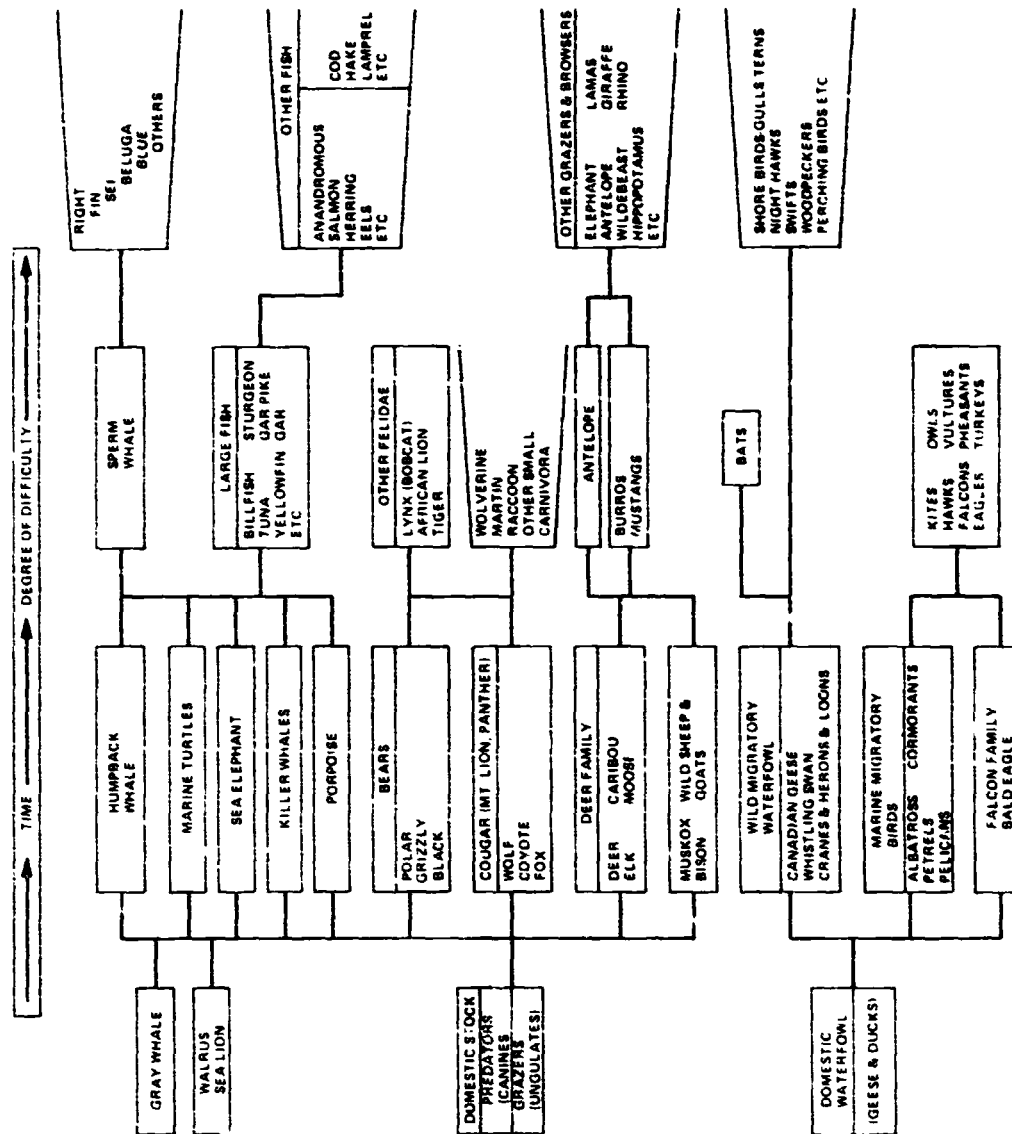 TIME DEGREE OF DIFFICULTY
GRAY WHALE
WALRUS
SEA LION
DOMESTIC STOCK
PREDATORS
(CANINES
GRAZERS
(UNGULATES)
DOMESTIC
WATERFOWL
(GEESE & DUCKS)
HUMPBACK
WHALE
MARINE TURTLES
SEA ELEPHANT
KILLER WHALES
PORPOISE
BEARS
POLAR
GRIZZLY
BLACK
COUGAR (MT LION, PANTHER)
WOLF
COYOTE
FOX
DEER FAMILY
DEER CARIBOU
ELK MOOSE
MUSKOX WILD SHEEP &
BISON GOATS
WILD MIGRATORY
WATERFOWL
CANADIAN GEESE
WHISTLING SWAN
CRANES & HERONS & LOONS
MARINE MIGRATORY
BIRDS
ALBATROSS CORMORANTS
PETRELS
PELICANS
FALCON FAMILY
BALD EAGLE
SPERM
WHALE
LARGE FISH
BILLFISH STURGEON
TUNA GAR PIKE
YELLOWFIN GAR
ETC
OTHER FELIDAE
LYNX (BOBCAT)
AFRICAN LION
TIGER
WOLVERINE
MARTIN
RACCOON
OTHER SMALL
CARNIVORA
ANTELOPE
BURROS
MUSTANGS
BATS
KITES OWLS
HAWKS VULTURES
FALCONS PHEASANTS
EAGLER TURKEYS
RIGHT
FIN
SEI
BELUGA
BLUE
OTHERS
OTHER FISH
ANANDROMOUS
SALMON
HERRING
EELS
ETC
COD
HAKE
LAMPREL
ETC
OTHER GRAZERS & BROWSERS
ELEPHANT LAMAS
ANTELOPE GIRAFFE
WILDEBEAST RHINO
HIPPOPOTAMUS
ETC
SHORE BIRDS-GULLS TERNS
NIGHT HAWKS
SWIFTS
WOODPECKERS
PERCHING BIRDS ETC